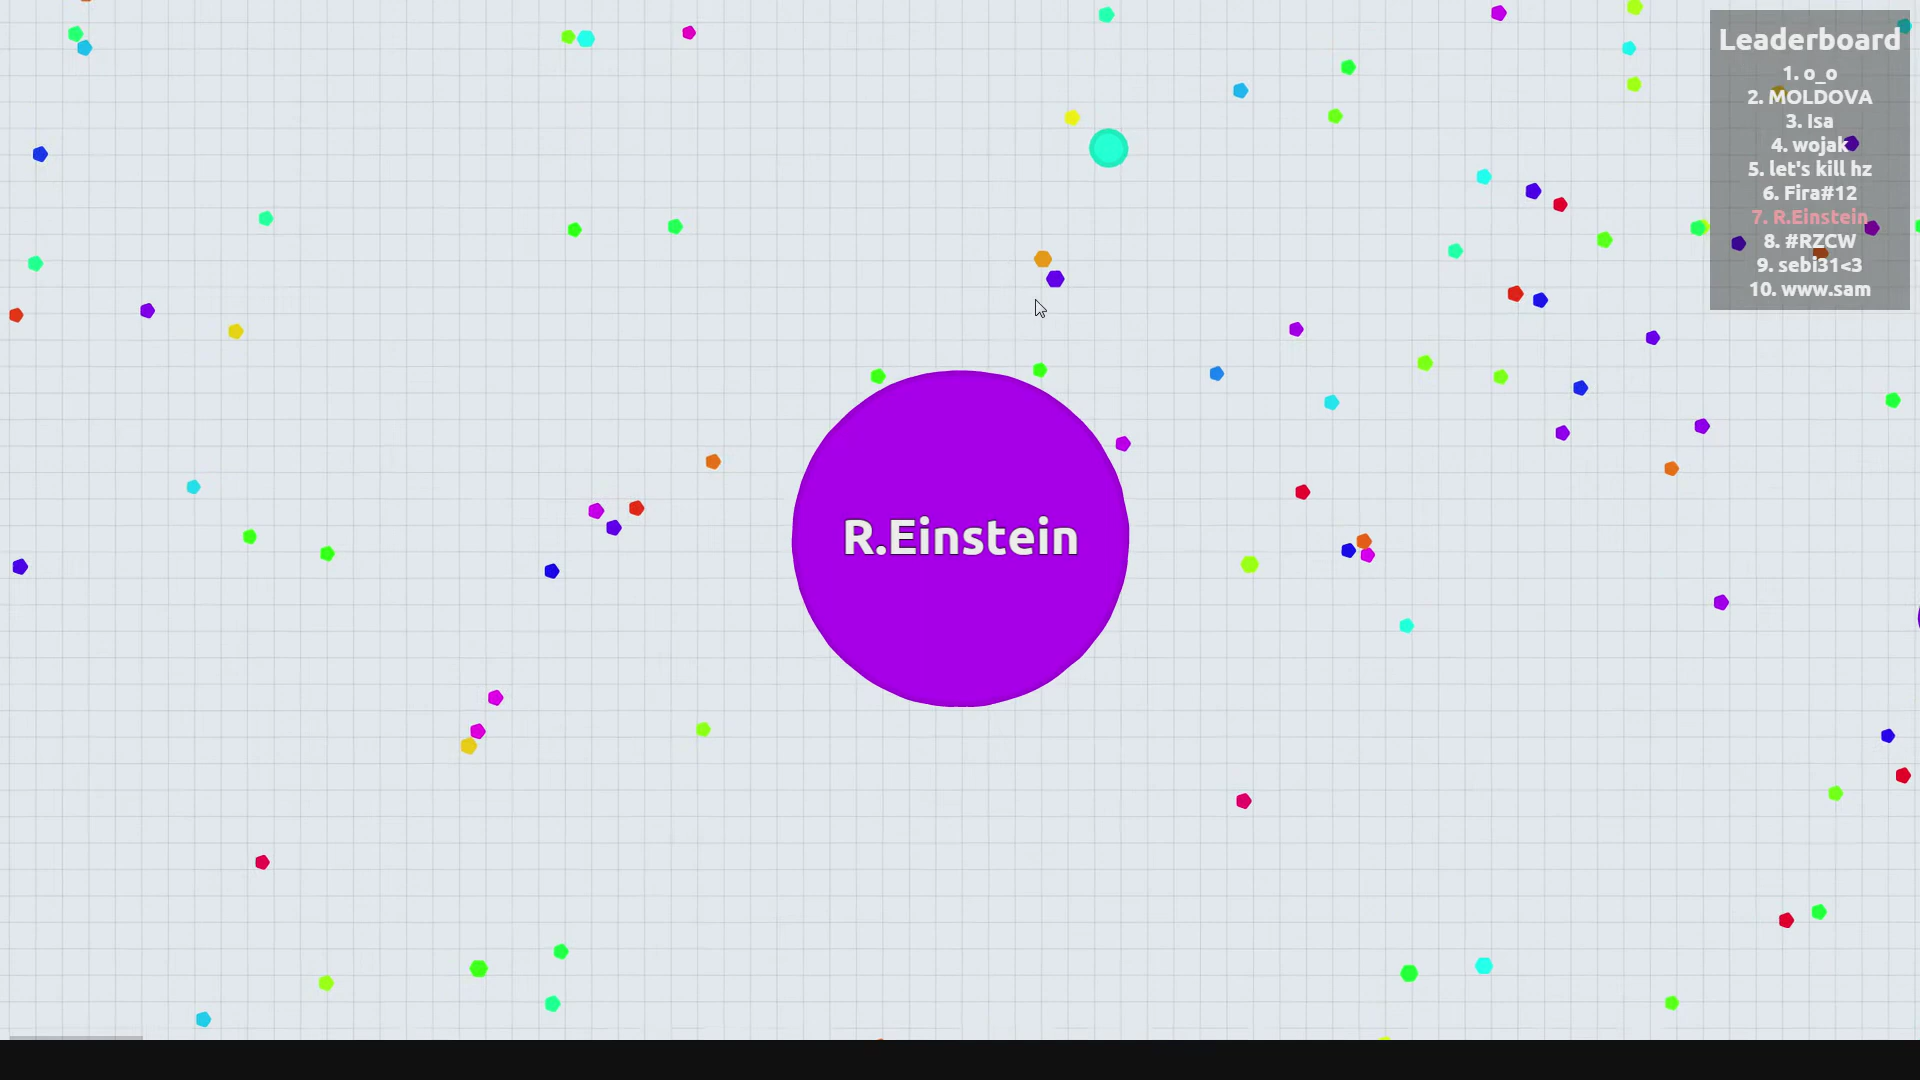 Leaderboard
1. o_o
2. MOLDOVA
3. Isa
4. wojak
5. let's kill hz
6. Fira#12
7. R.Einstein
8. #RZCW
9. sebi31<3
10. www.sam
R.Einstein